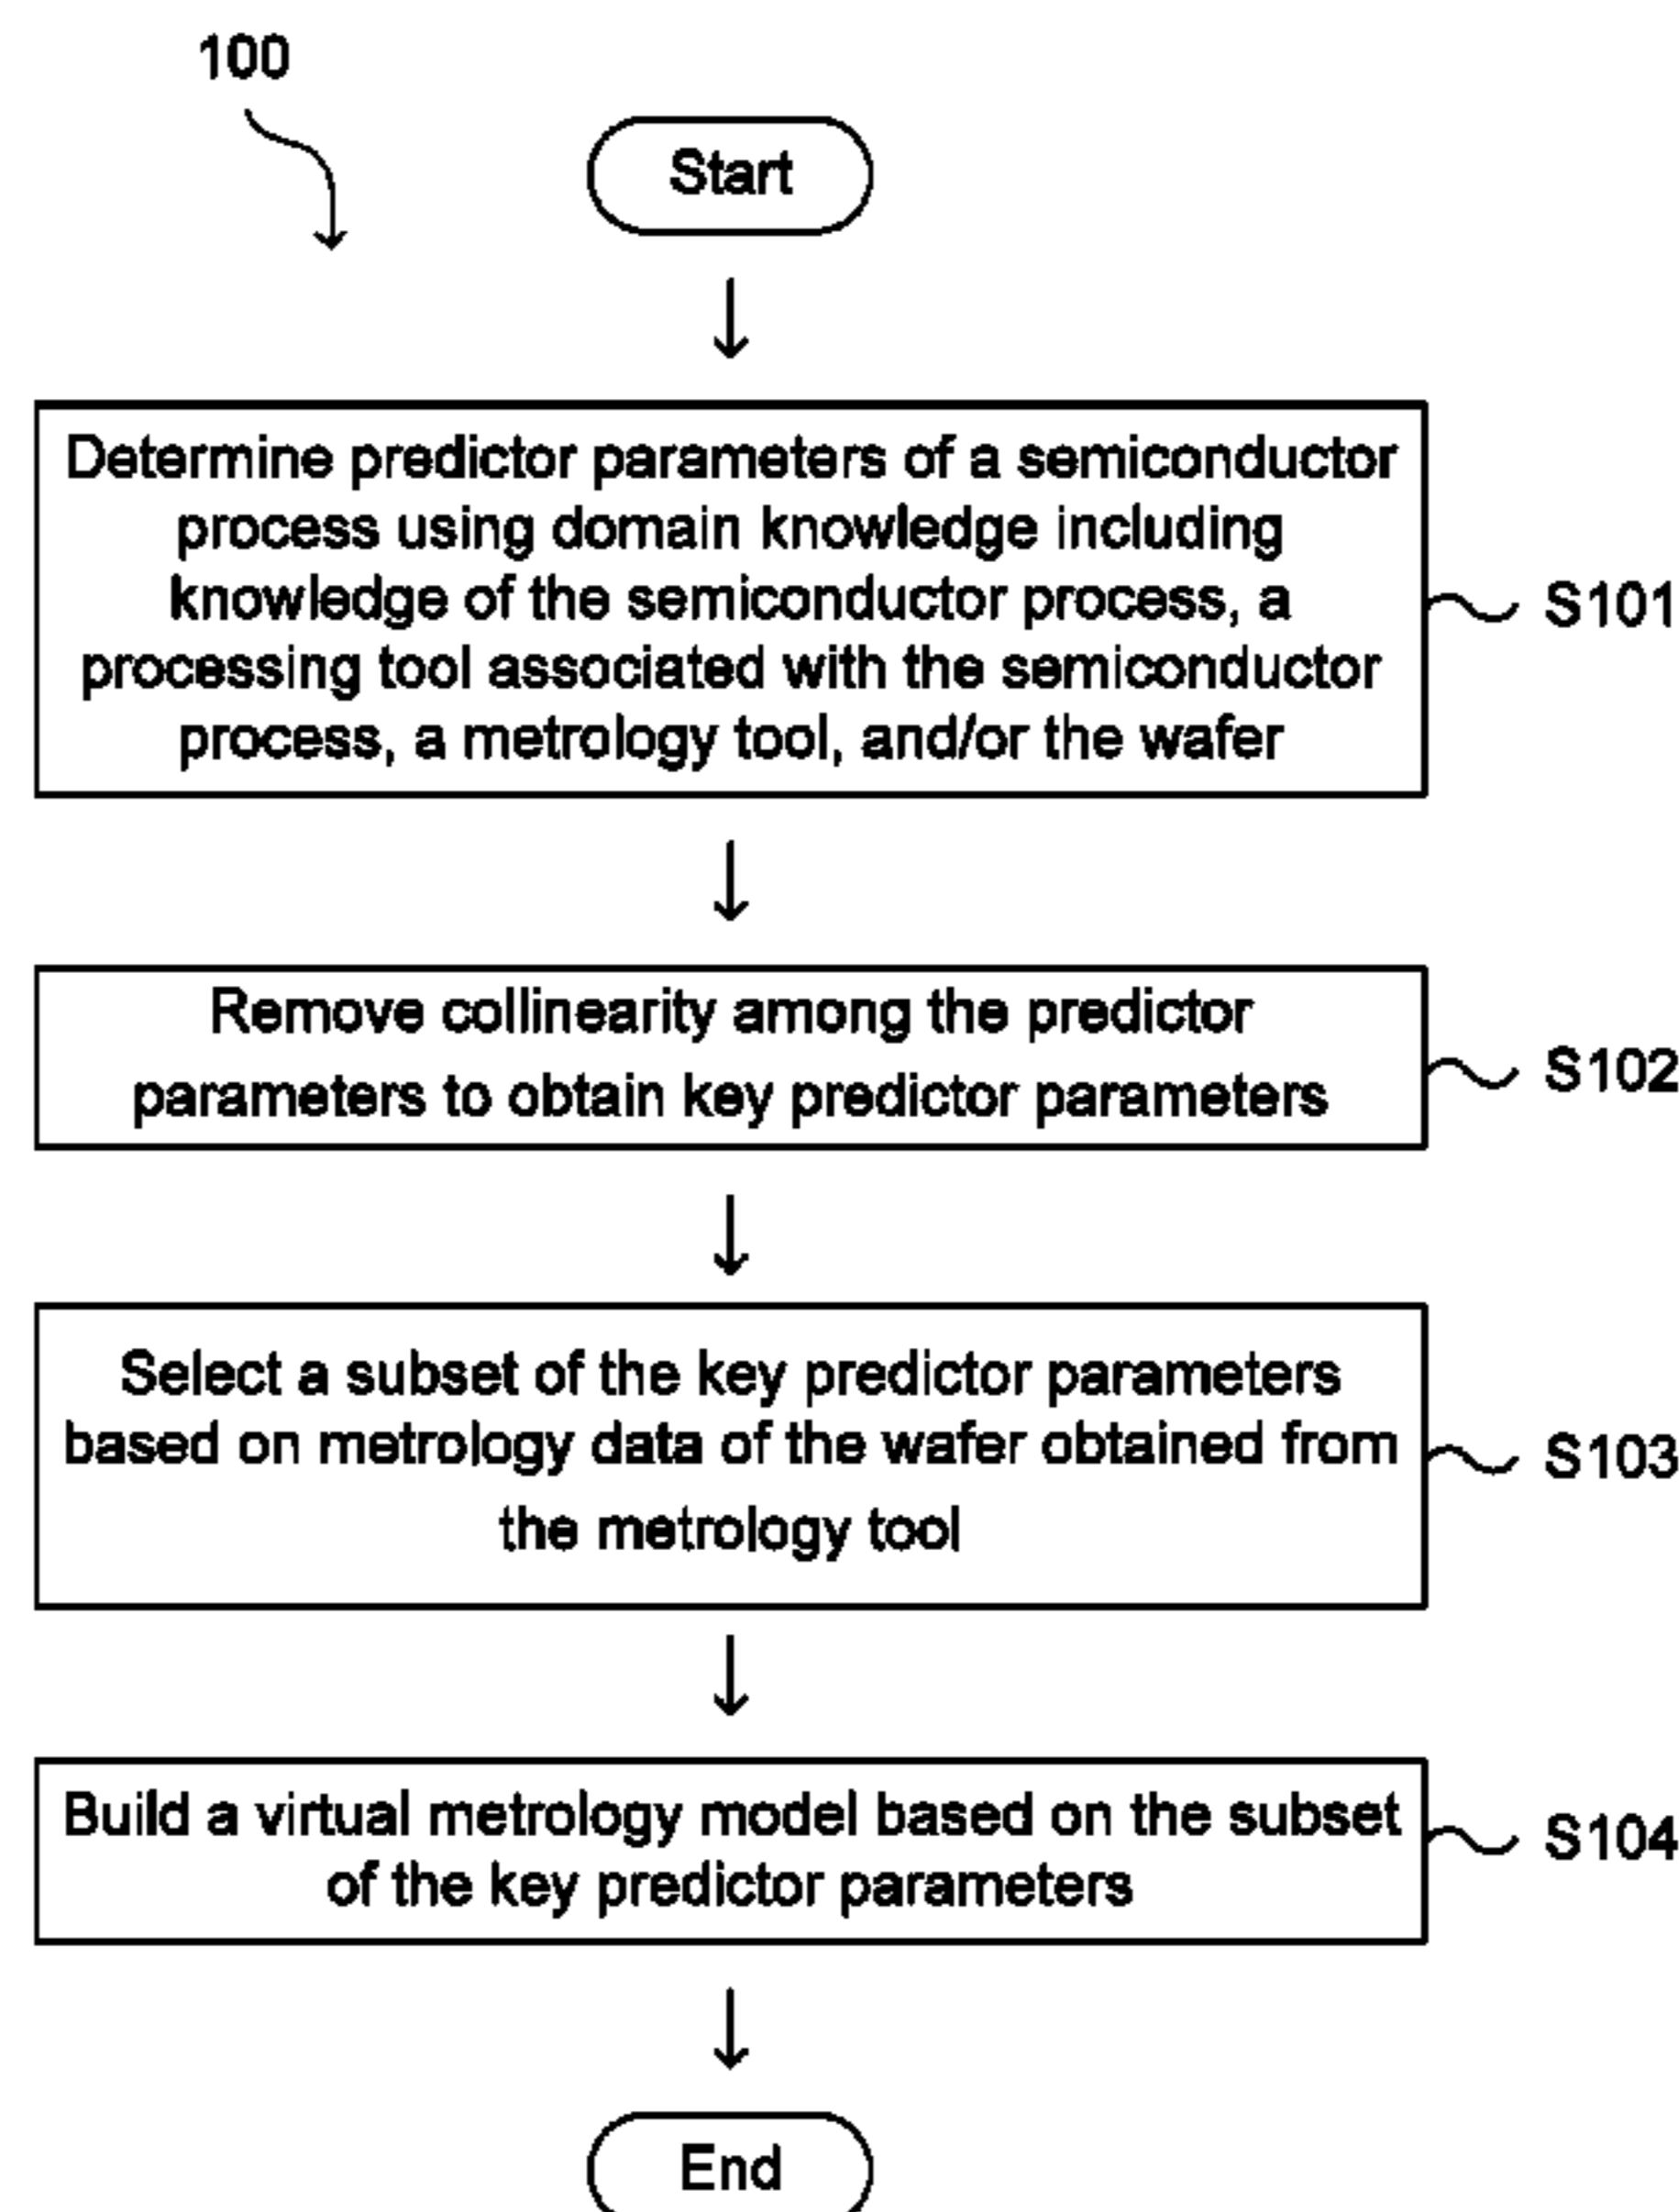 100
Start
Determine predictor parameters of a semiconductor
process using domain knowledge including
knowledge of the semiconductor process, a
processing tool associated with the semiconductor
process, a metrology tool, and/or the wafer
S101
Remove collinearity among the predictor
parameters to obtain key predictor parameters
S102
Select a subset of the key predictor parameters
based on metrology data of the wafer obtained from
the metrology tool
S103
Build a virtual metrology model based on the subset
of the key predictor parameters
S104
End